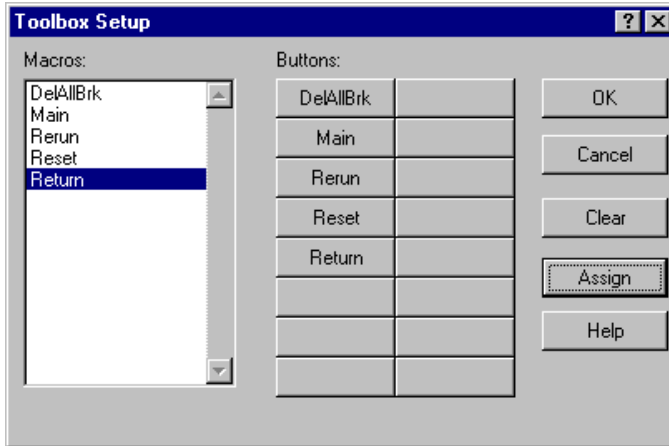 Toolbox Setup
Macros:
DelAllBrk
Main
Rerun
Reset
Return
Buttons:
DelAllBrk
Main
Rerun
Reset
Return
OK
Cancel
Clear
Assign
Help